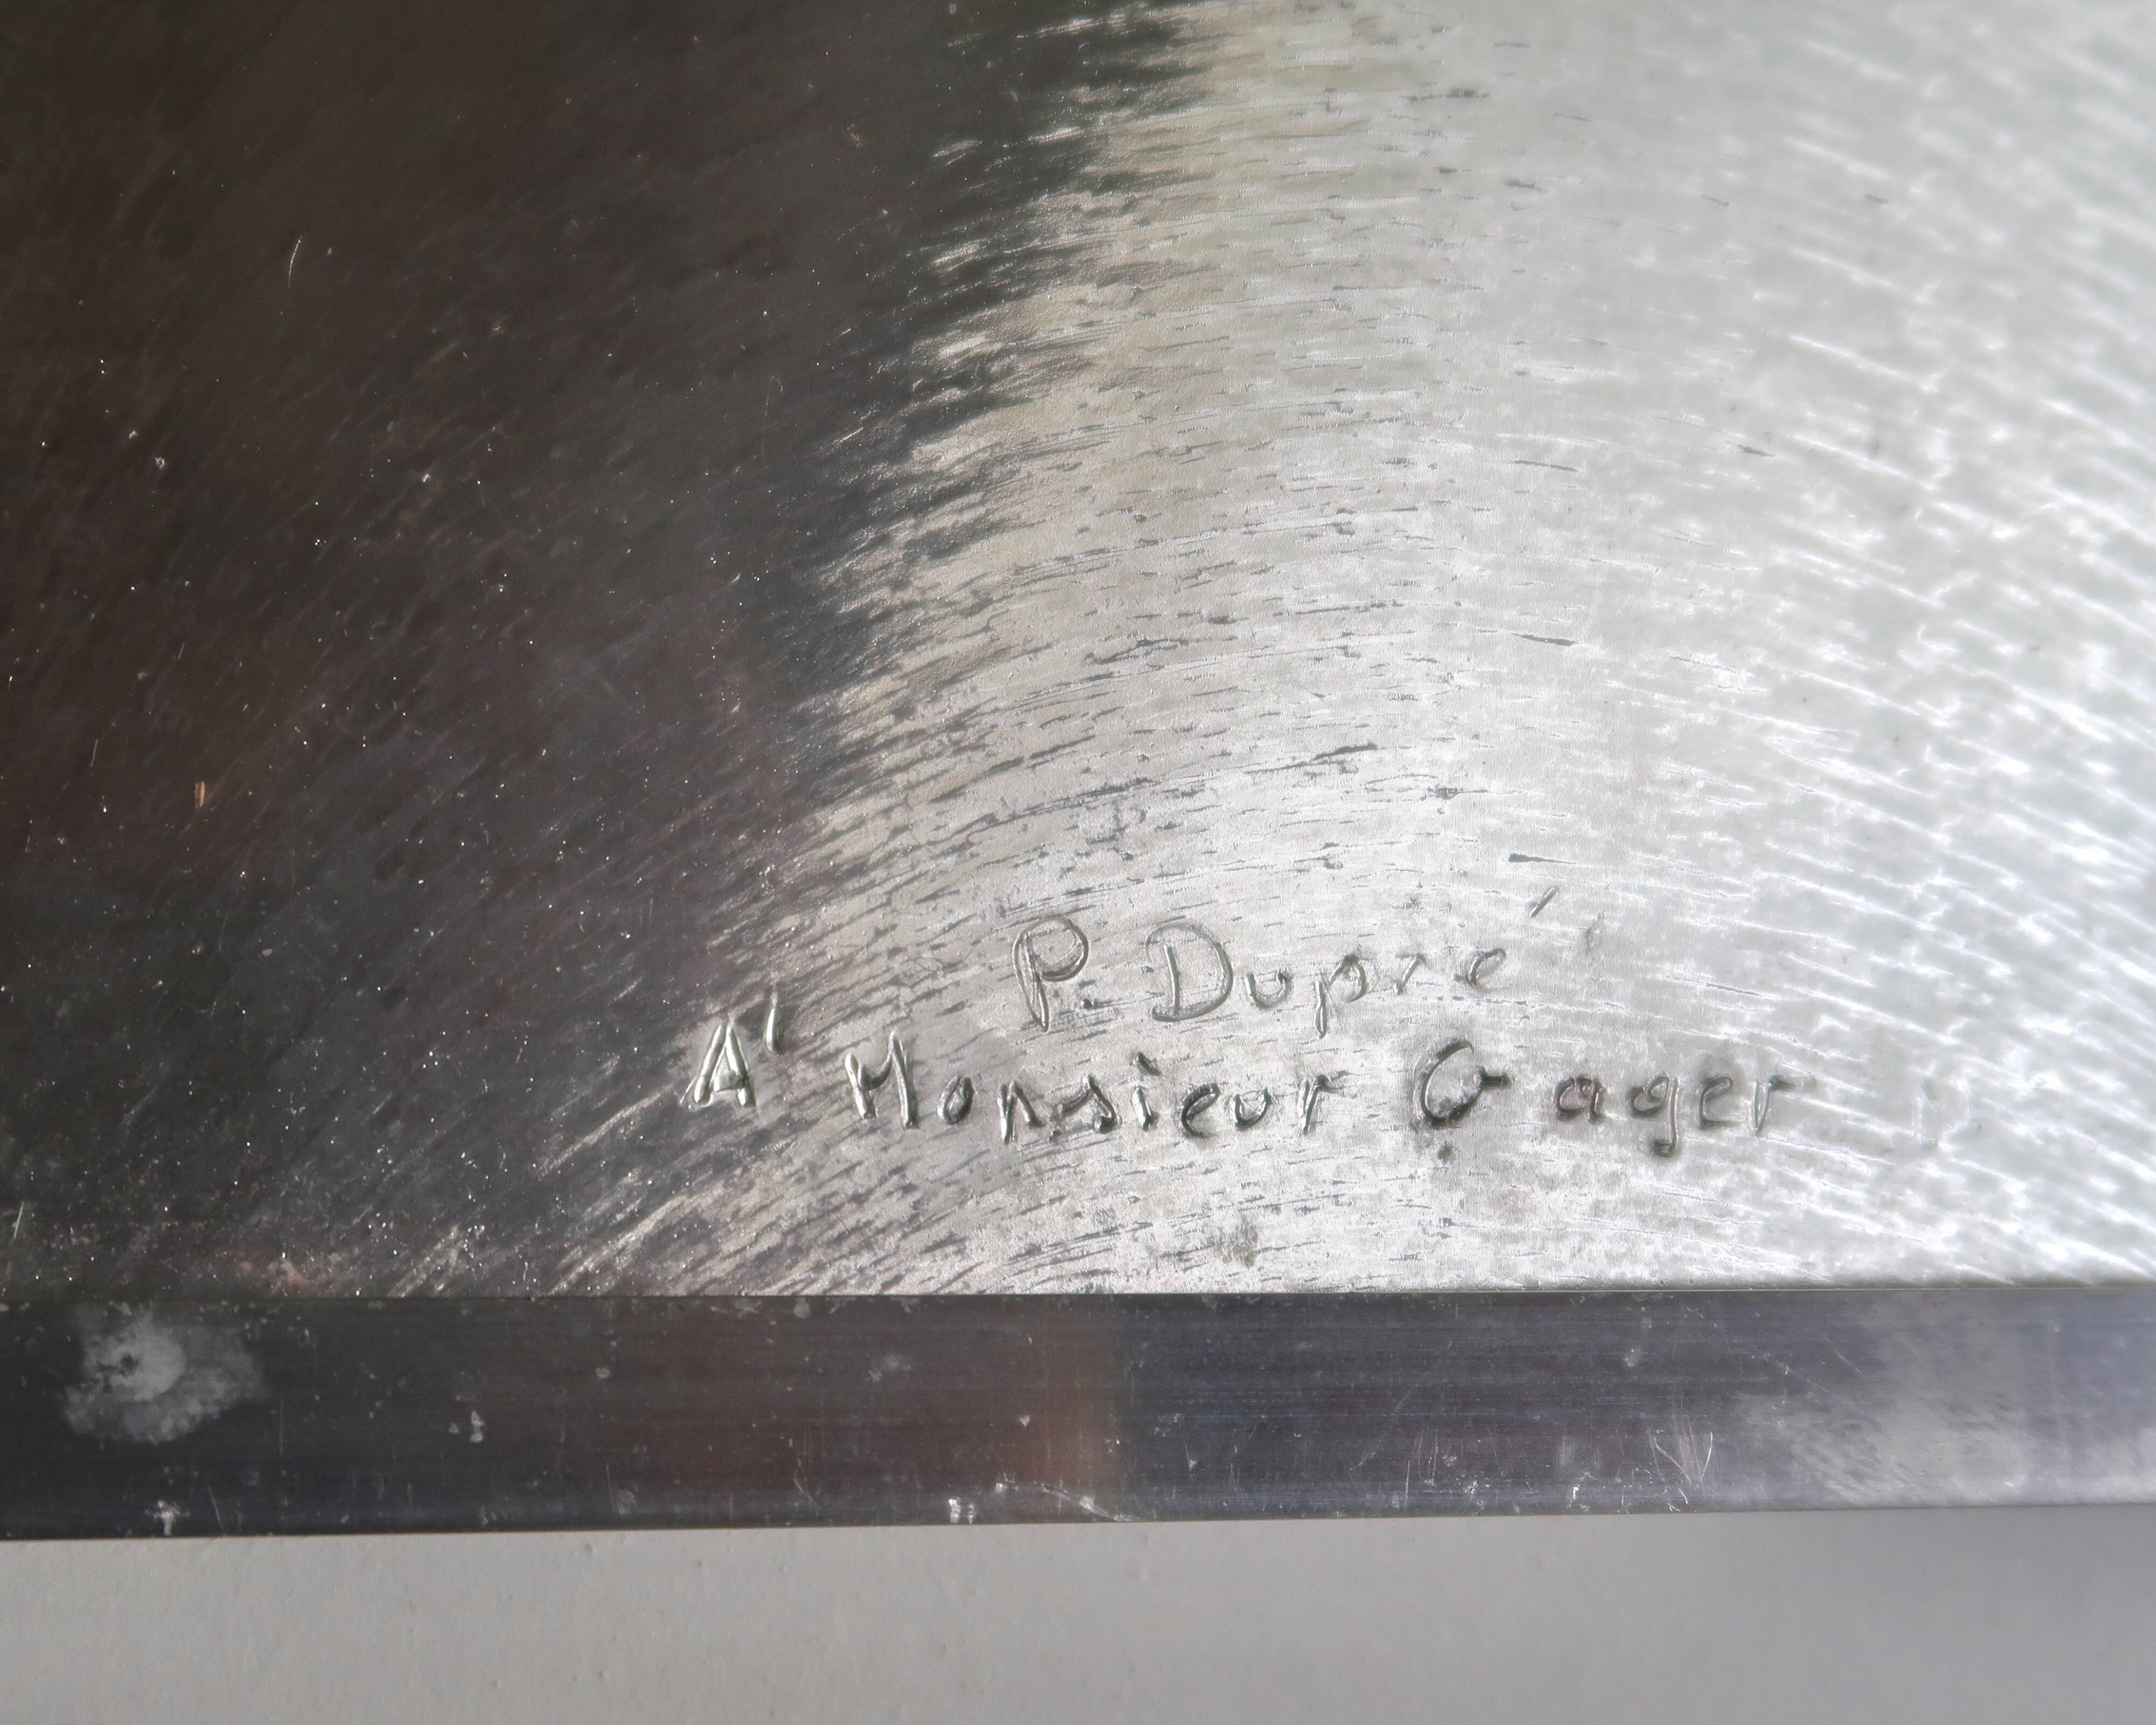 P. Dupré
A' Monsieur Gager